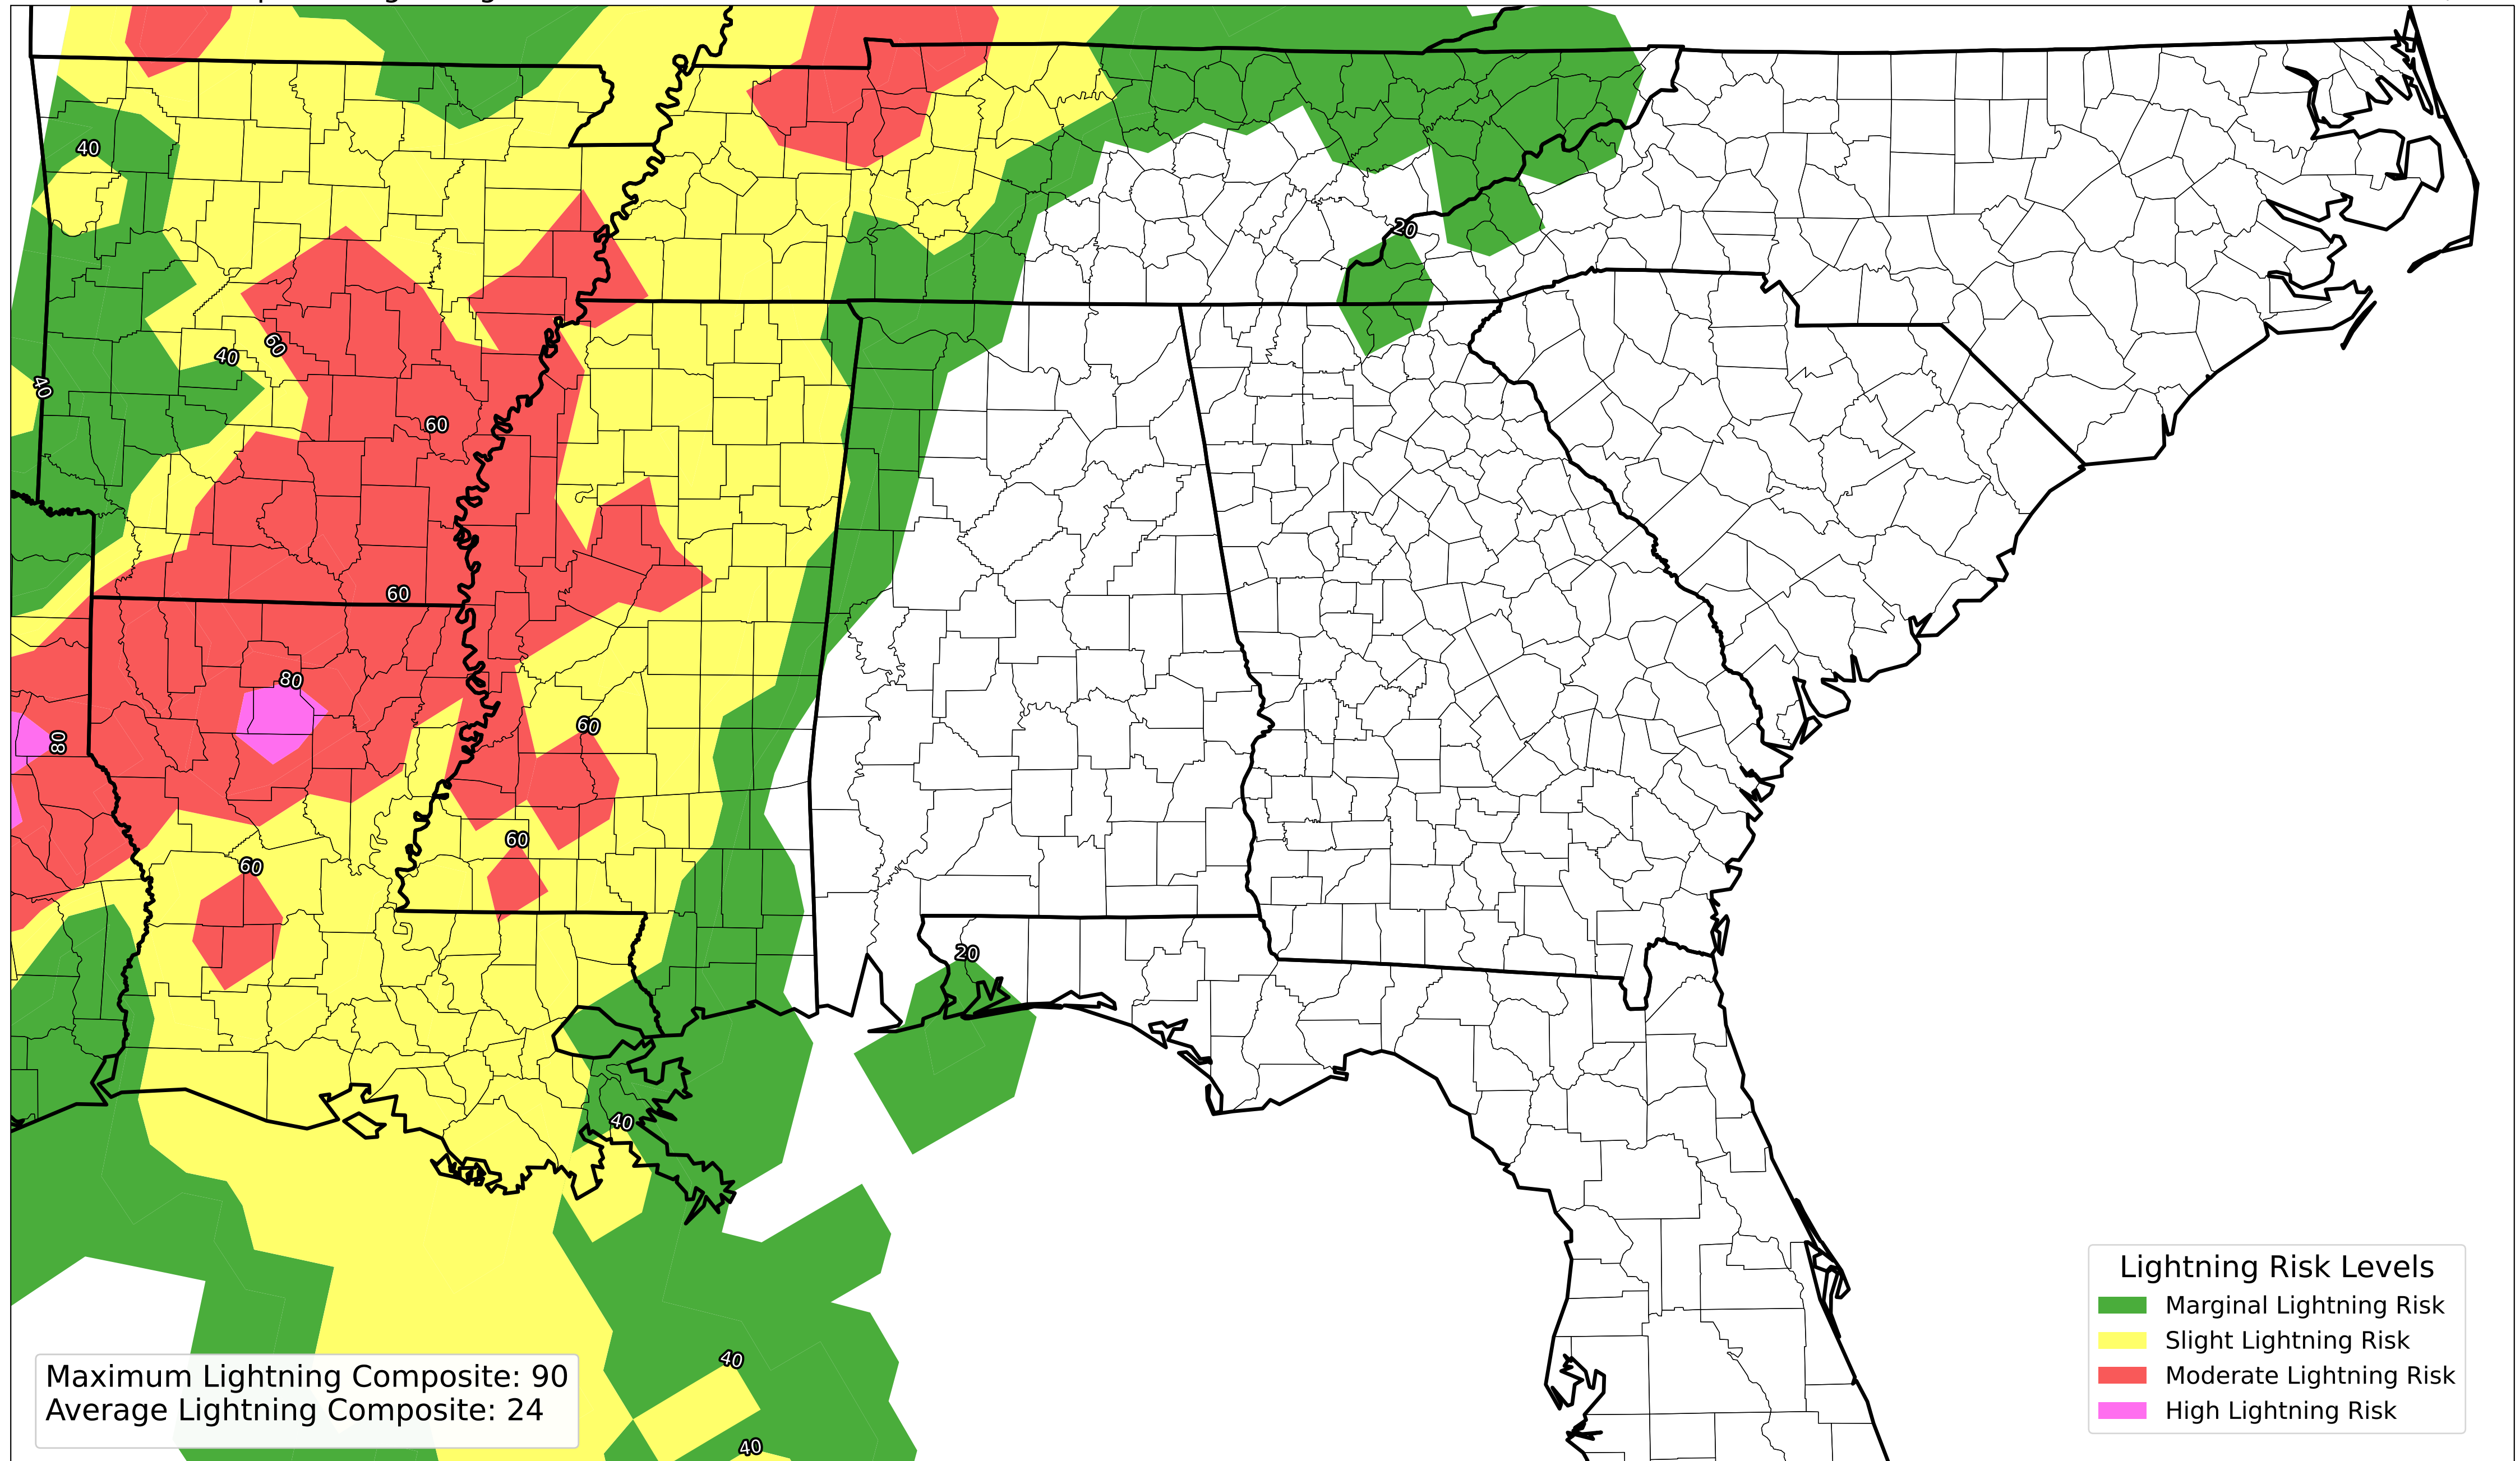 40
20
40
60
40
60
60
80
60
80
60
60
20
40
40
40
Lightning Risk Levels
Marginal Lightning Risk
Slight Lightning Risk
Moderate Lightning Risk
High Lightning Risk
Maximum Lightning Composite: 90
Average Lightning Composite: 24